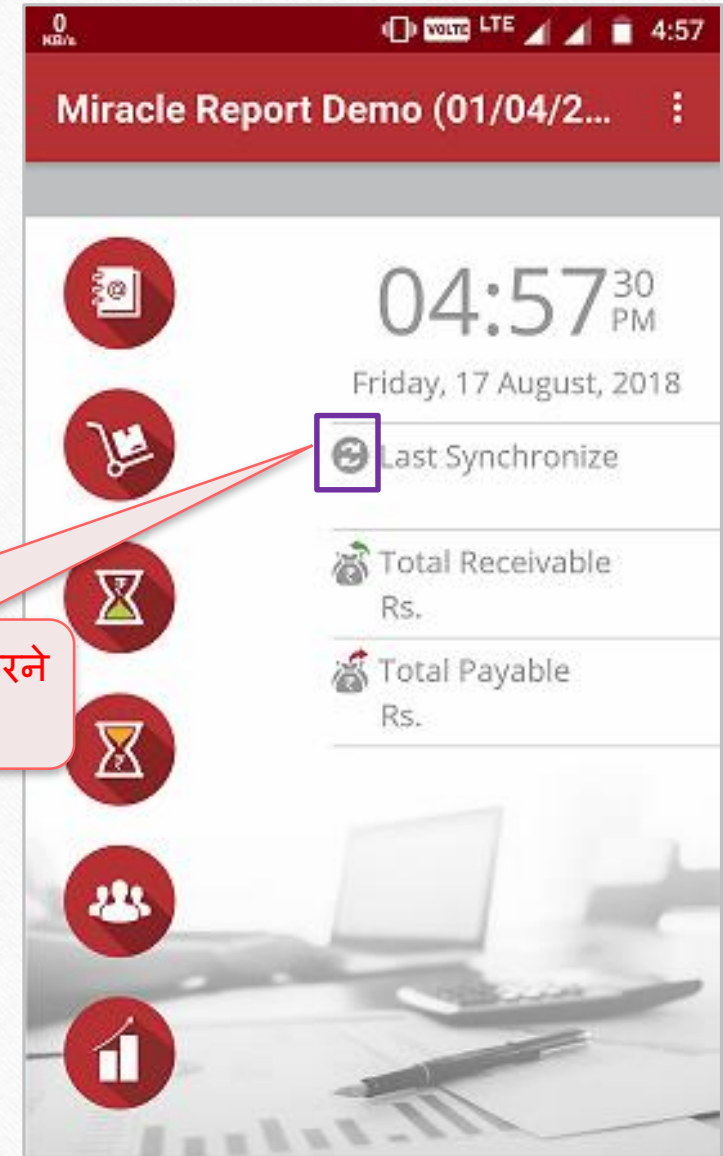 0
KB/s
VOLTE LTE 4:57
Miracle Report Demo (01/04/2...
04:57 30
PM
Friday, 17 August, 2018
Last Synchronize
Total Receivable
Rs.
Total Payable
Rs.